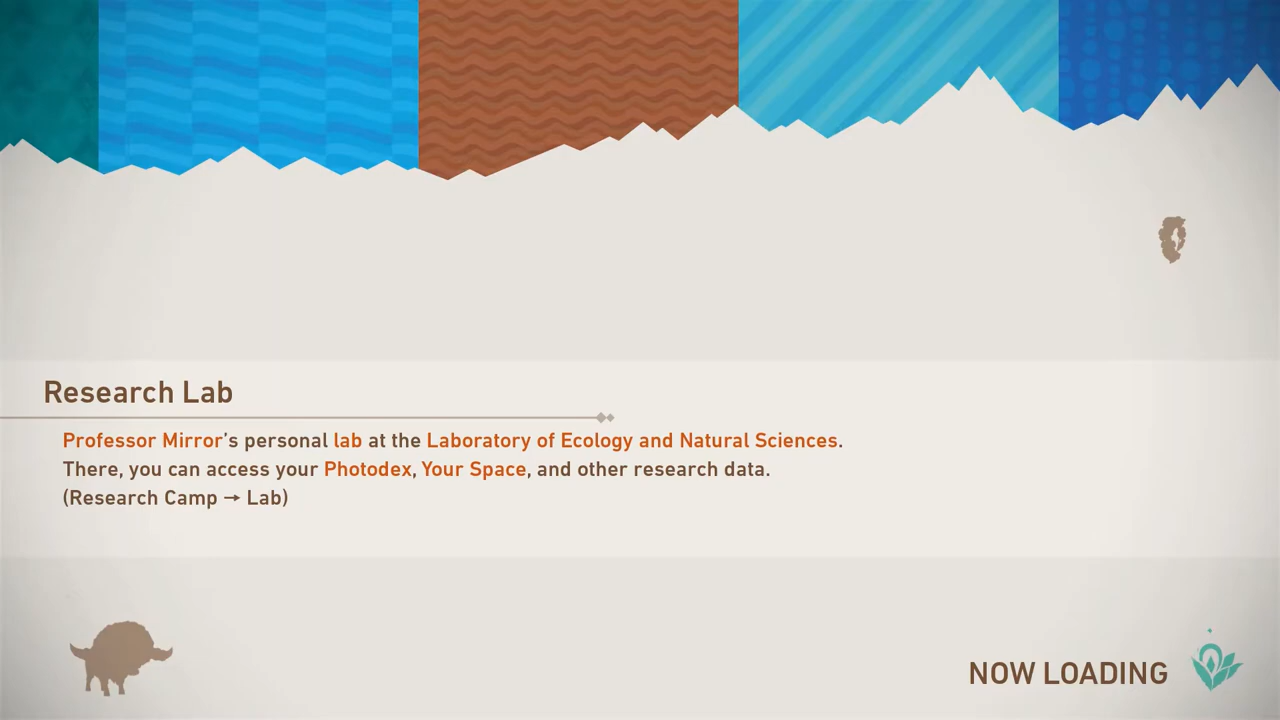 Research Lab
Professor Mirror's personal lab at the Laboratory of Ecology and Natural Sciences.
There, you can access your Photodex, Your Space, and other research data.
(Research Camp → Lab)
NOW LOADING